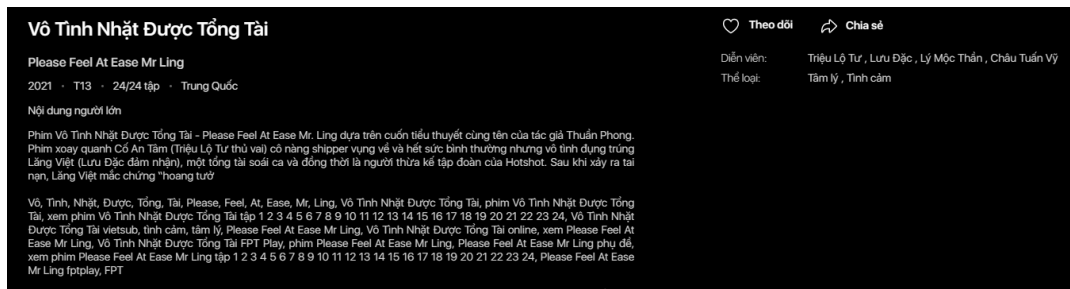 Vô Tình Nhặt Được Tổng Tài
Please Feel At Ease Mr Ling
2021 • T13 • 24/24 tập • Trung Quốc
Nội dung người lớn
Phim Vô Tình Nhặt Được Tổng Tài - Please Feel At Ease Mr. Ling dựa trên cuốn tiểu thuyết cùng tên của tác giả Thuần Phong.
Phim xoay quanh Cố An Tâm (Triệu Lộ Tư thủ vai) cô nàng shipper vụng về và hết sức bình thường nhưng vô tình đụng trúng
Lăng Việt (Lưu Đặc đảm nhận), một tổng tài soái ca và đồng thời là người thừa kế tập đoàn của Hotshot. Sau khi xảy ra tai
nạn, Lăng Việt mắc chứng "hoang tưở
Vô, Tình, Nhặt, Được, Tổng, Tài, Please, Feel, At, Ease, Mr, Ling, Vô Tình Nhặt Được Tổng Tài, phim Vô Tình Nhặt Được Tổng
Tài, xem phim Vô Tình Nhặt Được Tổng Tài tập 1 2 3 4 5 6 7 8 9 10 11 12 13 14 15 16 17 18 19 20 21 22 23 24, Vô Tình Nhặt
Được Tổng Tài vietsub, tình cảm, tâm lý, Please Feel At Ease Mr Ling, Vô Tình Nhặt Được Tổng Tài online, xem Please Feel At
Ease Mr Ling, Vô Tình Nhặt Được Tổng Tài FPT Play, phim Please Feel At Ease Mr Ling, Please Feel At Ease Mr Ling phụ đề,
xem phim Please Feel At Ease Mr Ling tập 1 2 3 4 5 6 7 8 9 10 11 12 13 14 15 16 17 18 19 20 21 22 23 24, Please Feel At Ease
Mr Ling fptplay, FPT
Theo dõi
Chia sẻ
Diễn viên: Triệu Lộ Tư , Lưu Đặc , Lý Mộc Thần , Châu Tuấn Vỹ
Thể loại: Tâm lý , Tình cảm